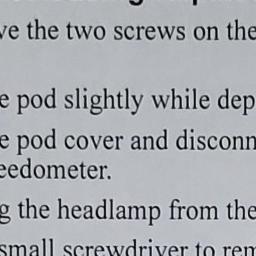 ve the two screws on the
e pod slightly while dep
e pod cover and disconn
eedometer.
g the headlamp from the
small screwdriver to rem